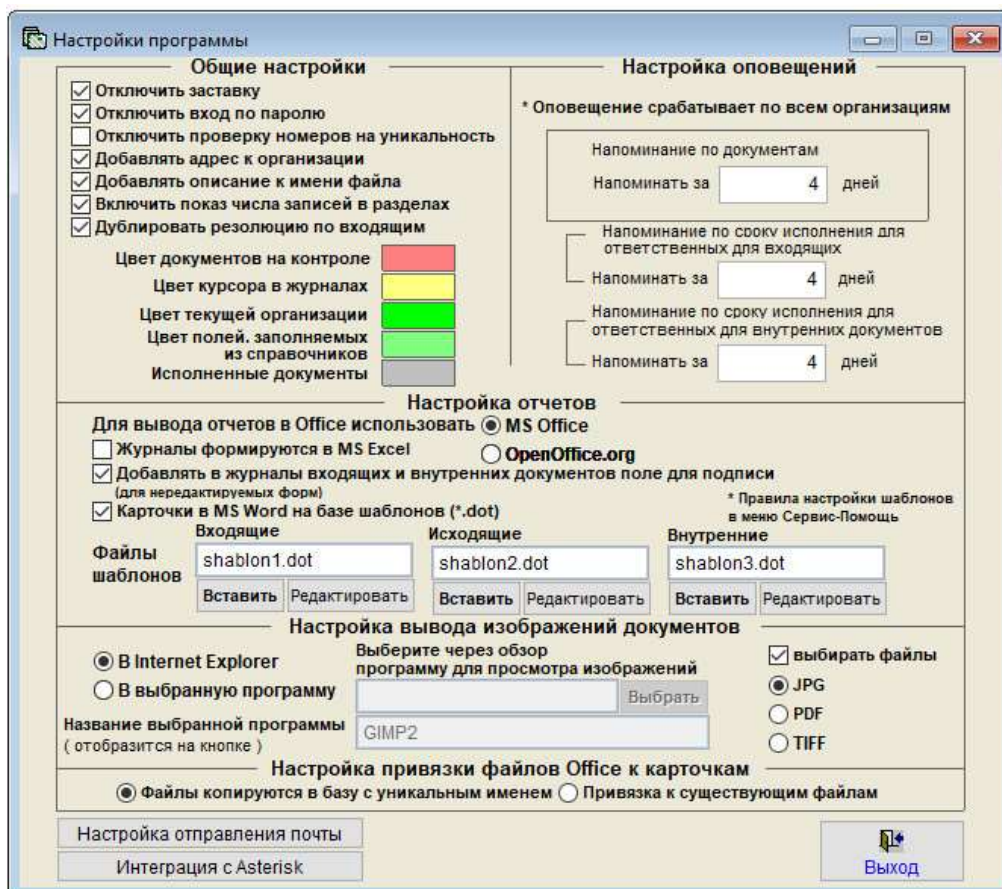 Настройки программы
Общие настройки
Отключить заставку
Отключить вход по паролю
Отключить проверку номеров на уникальность
Добавлять адрес к организации
Добавлять описание к имени файла
Включить показ числа записей в разделах
Дублировать резолюцию по входящим
Цвет документов на контроле
Цвет курсора в журналах
Цвет текущей организации
Цвет полей. заполняемых
из справочников
Исполненные документы
Настройка оповещений
* Оповещение срабатывает по всем организациям
Напоминание по документам
Напоминать за 4 дней
Напоминание по сроку исполнения для
ответственных для входящих
Напоминать за 4 дней
Напоминание по сроку исполнения для
ответственных для внутренних документов
Напоминать за 4 дней
Настройка отчетов
Для вывода отчетов в Office использовать MS Office
Журналы формируются в MS Excel OpenOffice.org
Добавлять в журналы входящих и внутренних документов поле для подписи
(для нередактируемых форм)
Карточки в MS Word на базе шаблонов (*.dot)
* Правила настройки шаблонов
в меню Сервис-Помощь
Файлы
шаблонов
Входящие Исходящие Внутренние
shablon1.dot shablon2.dot shablon3.dot
Вставить Редактировать Вставить Редактировать Вставить Редактировать
Настройка вывода изображений документов
В Internet Explorer
В выбранную программу
Выберите через обзор
программу для просмотра изображений
Выбрать
Название выбранной программы
( отобразится на кнопке )
GIMP2
выбирать файлы
JPG
PDF
TIFF
Настройка привязки файлов Office к карточкам
Файлы копируются в базу с уникальным именем Привязка к существующим файлам
Настройка отправления почты
Интеграция с Asterisk
Выход